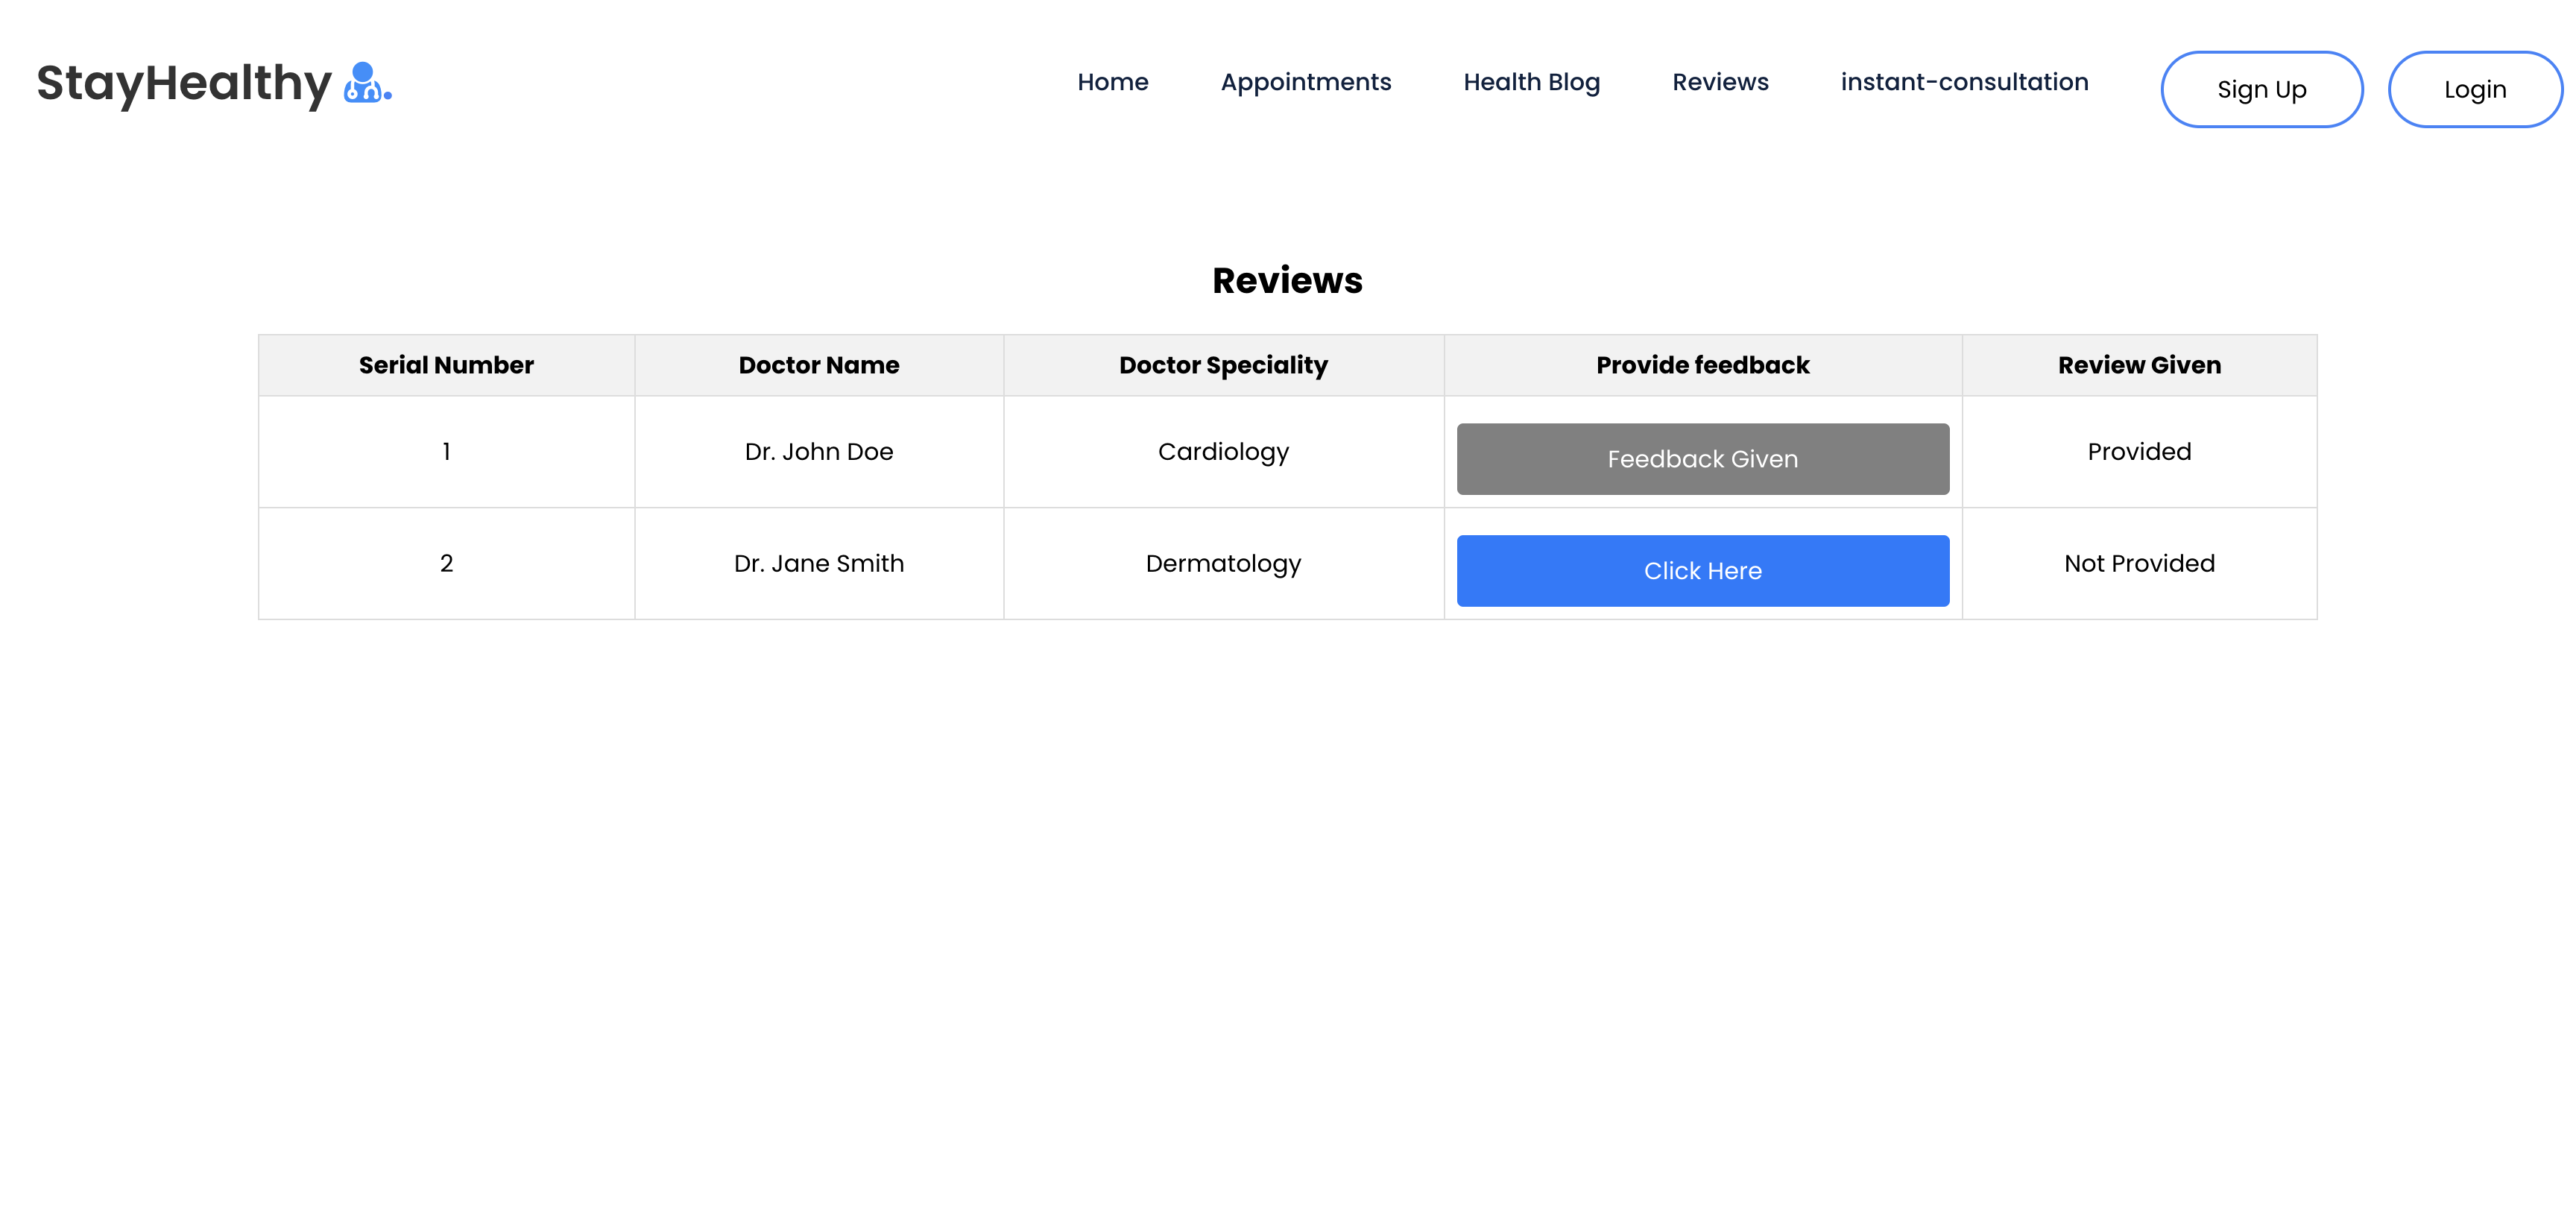 StayHealthy
Home Appointments Health Blog Reviews instant-consultation Sign Up Login
Reviews
Serial Number Doctor Name Doctor Speciality Provide feedback Review Given
1 Dr. John Doe Cardiology Feedback Given Provided
2 Dr. Jane Smith Dermatology Click Here Not Provided